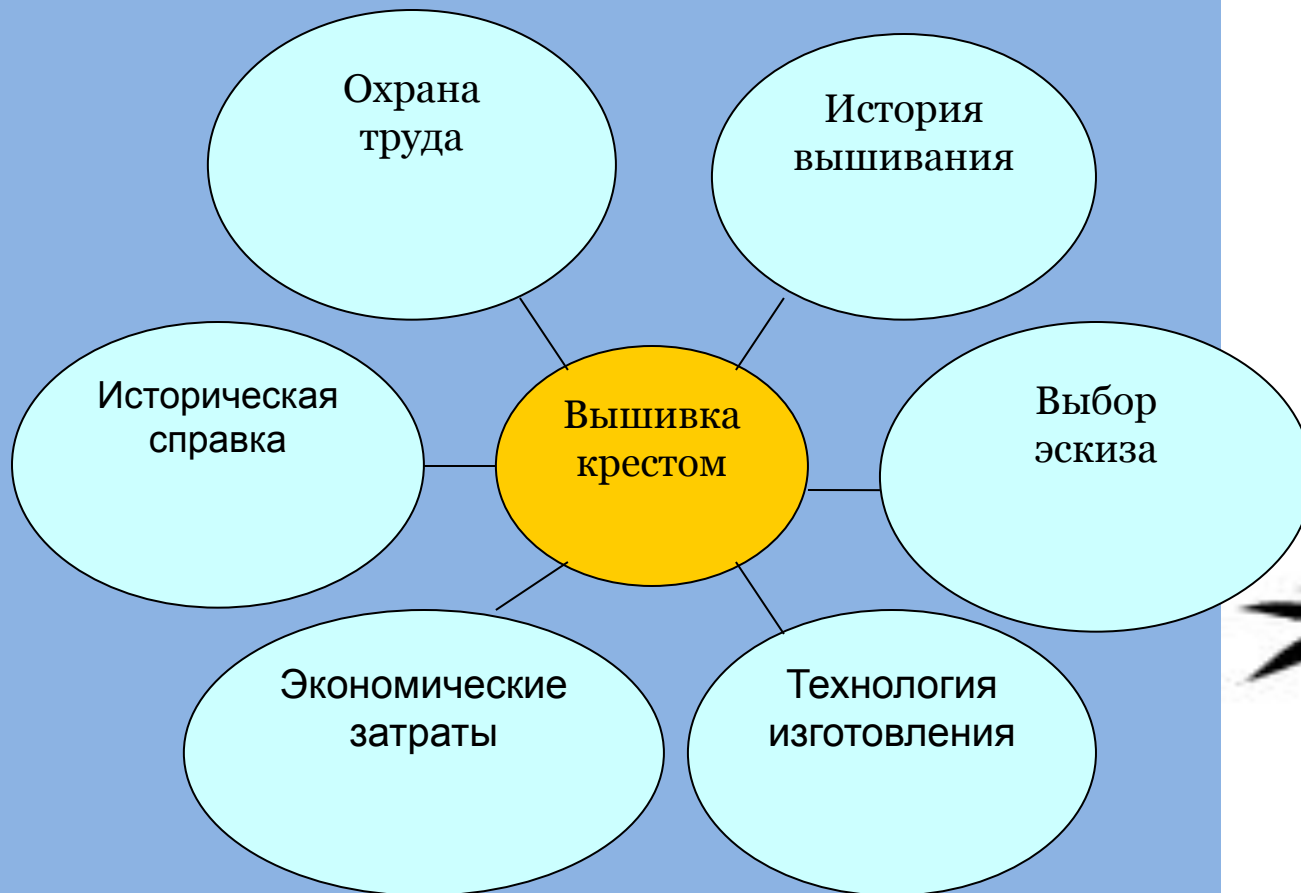 Охрана
труда
История
вышивания
Историческая
справка
Вышивка
крестом
Выбор
эскиза
Экономические
затраты
Технология
изготовления